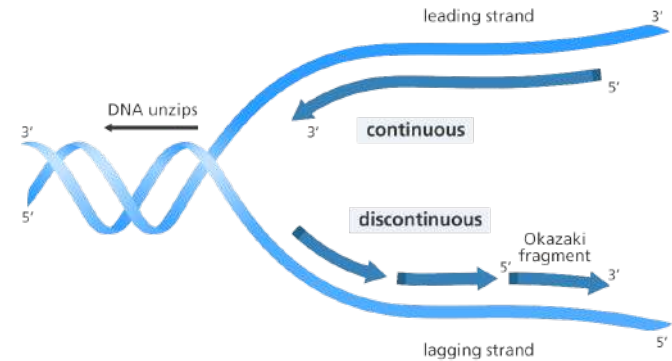 leading strand
3′
5′
DNA unzips
3′
continuous
3′
5′
discontinuous
Okazaki
fragment
5′
3′
lagging strand
5′